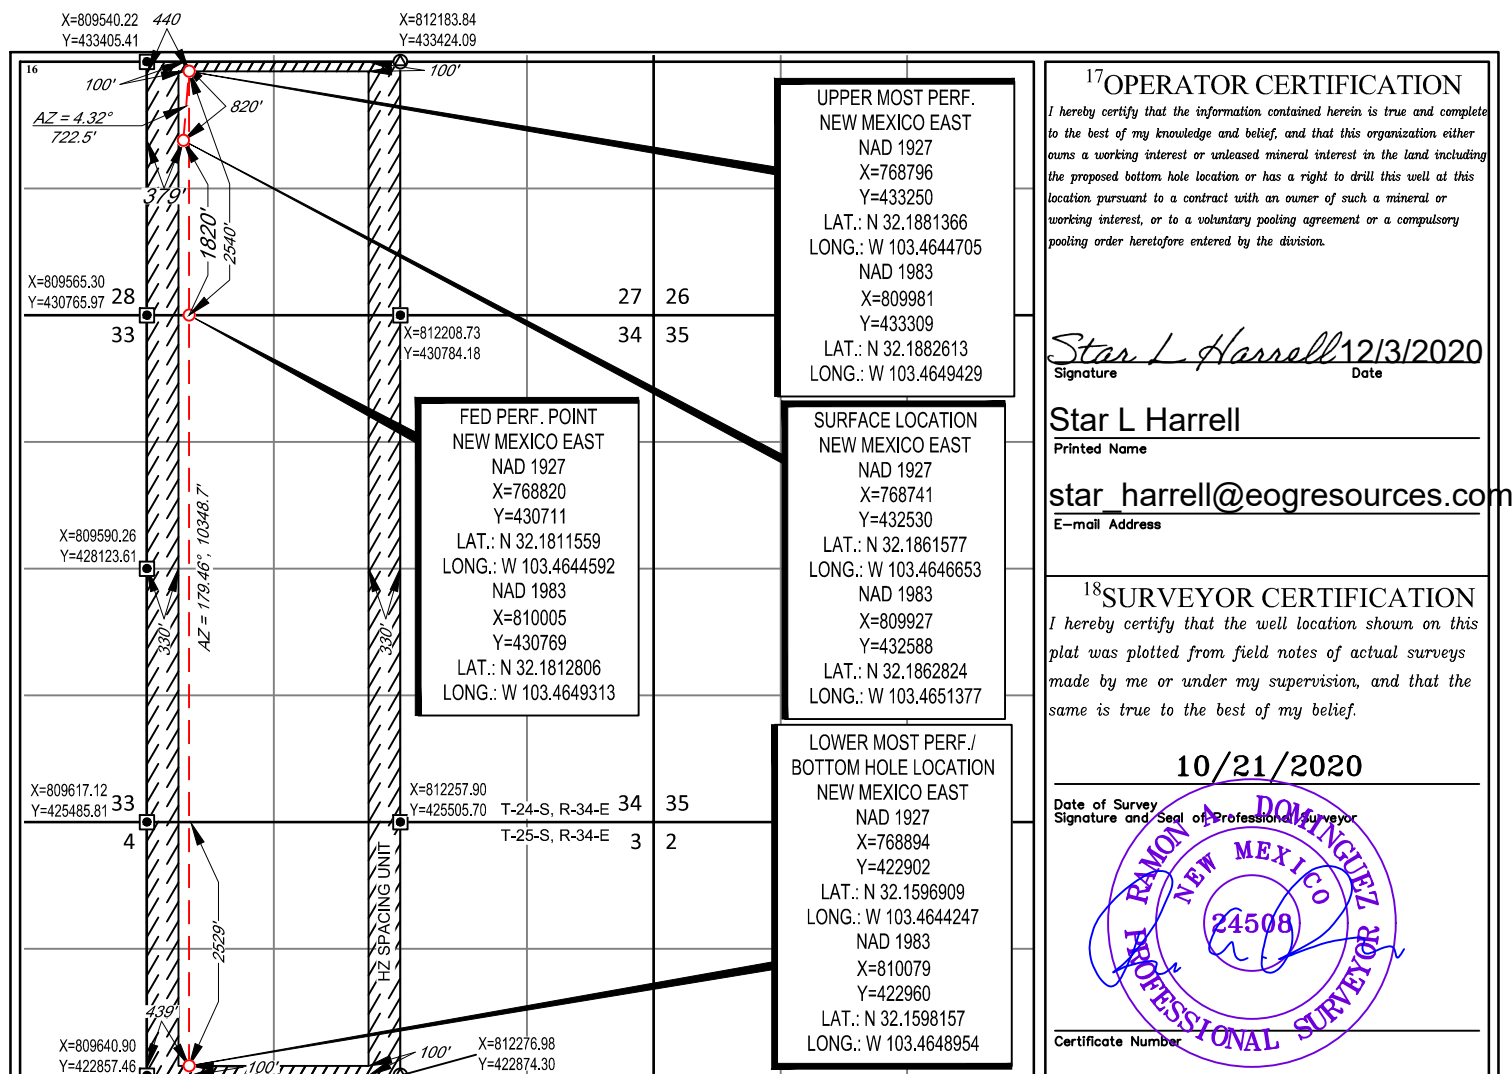 X=809540.22
Y=433405.41
440
X=812183.84
Y=433424.09
16
100'
100'
820'
AZ = 4.32°
722.5'
379'
1820'
2540'
X=809565.30
Y=430765.97
28
33
27
26
34
35
X=812208.73
Y=430784.18
UPPER MOST PERF.
NEW MEXICO EAST
NAD 1927
X=768796
Y=433250
LAT.: N 32.1881366
LONG.: W 103.4644705
NAD 1983
X=809981
Y=433309
LAT.: N 32.1882613
LONG.: W 103.4649429
FED PERF. POINT
NEW MEXICO EAST
NAD 1927
X=768820
Y=430711
LAT.: N 32.1811559
LONG.: W 103.4644592
NAD 1983
X=810005
Y=430769
LAT.: N 32.1812806
LONG.: W 103.4649313
SURFACE LOCATION
NEW MEXICO EAST
NAD 1927
X=768741
Y=432530
LAT.: N 32.1861577
LONG.: W 103.4646653
NAD 1983
X=809927
Y=432588
LAT.: N 32.1862824
LONG.: W 103.4651377
X=809590.26
Y=428123.61
AZ = 179.46°, 10348.7'
330'
330'
X=809617.12
Y=425485.81
33
4
X=812257.90
Y=425505.70
T-24-S, R-34-E
T-25-S, R-34-E
34
35
3
2
LOWER MOST PERF./
BOTTOM HOLE LOCATION
NEW MEXICO EAST
NAD 1927
X=768894
Y=422902
LAT.: N 32.1596909
LONG.: W 103.4644247
NAD 1983
X=810079
Y=422960
LAT.: N 32.1598157
LONG.: W 103.4648954
HZ SPACING UNIT
2529'
439'
X=809640.90
Y=422857.46
100'
100'
X=812276.98
Y=422874.30
17OPERATOR CERTIFICATION
I hereby certify that the information contained herein is true and complete
to the best of my knowledge and belief, and that this organization either
owns a working interest or unleased mineral interest in the land including
the proposed bottom hole location or has a right to drill this well at this
location pursuant to a contract with an owner of such a mineral or
working interest, or to a voluntary pooling agreement or a compulsory
pooling order heretofore entered by the division.
Star L Harrell 12/3/2020
Signature Date
Star L Harrell
Printed Name
star_harrell@eogresources.com
E-mail Address
18SURVEYOR CERTIFICATION
I hereby certify that the well location shown on this
plat was plotted from field notes of actual surveys
made by me or under my supervision, and that the
same is true to the best of my belief.
10/21/2020
Date of Survey
Signature and Seal of Professional Surveyor
RAMON A. DOMINGUEZ
NEW MEXICO
24508
PROFESSIONAL SURVEYOR
Certificate Number